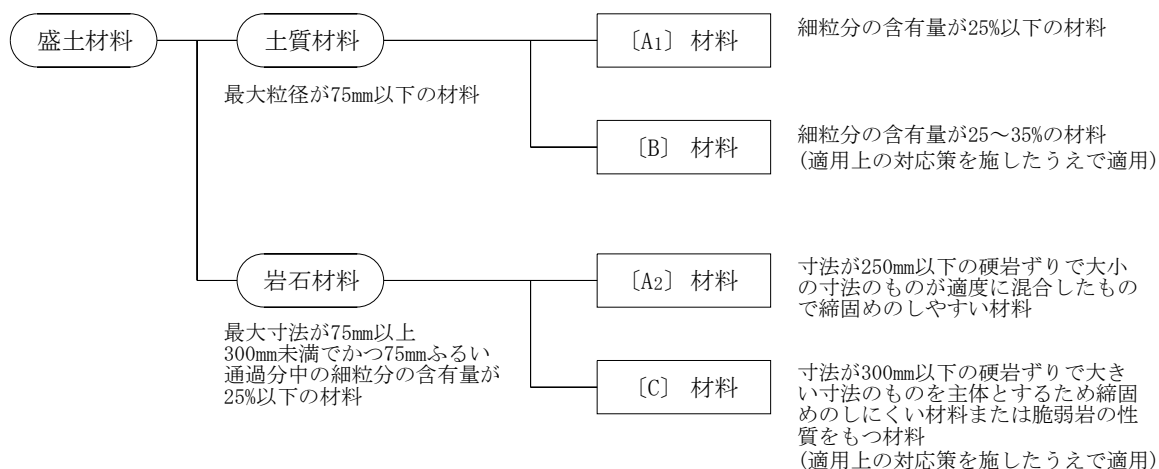 盛土材料
土質材料
最大粒径が75mm以下の材料
〔A1〕 材料
細粒分の含有量が25%以下の材料
〔B〕 材料
細粒分の含有量が25～35%の材料
(適用上の対応策を施したうえで適用)
岩石材料
最大寸法が75mm以上
300mm未満でかつ75mmふるい
通過分中の細粒分の含有量が
25%以下の材料
〔A2〕 材料
寸法が250mm以下の硬岩ずりで大小
の寸法のものが適度に混合したもの
で締固めのしやすい材料
〔C〕 材料
寸法が300mm以下の硬岩ずりで大き
い寸法のものを主体とするため締固
めのしにくい材料または脆弱岩の性
質をもつ材料
(適用上の対応策を施したうえで適用)